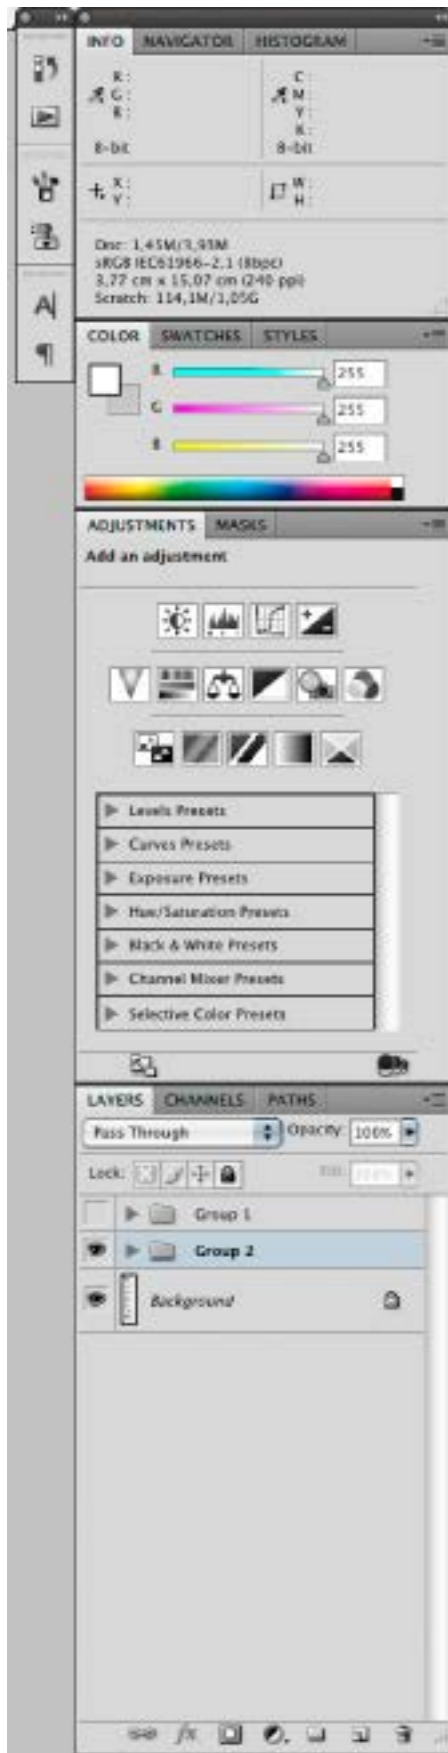 INFO NAVIGATOR HISTOGRAM
R: C:
G: M:
B: Y:
K:
8-bit 8-bit
X: W:
Y: H:
Doc: 1,45M/3,93M
sRGB IEC61966-2.1 (8bpc)
3,77 cm x 15,07 cm (240 ppi)
Scratch: 114,1M/1,05G
A|
¶
COLOR SWATCHES STYLES
R 255
G 255
B 255
ADJUSTMENTS MASKS
Add an adjustment
Levels Presets
Curves Presets
Exposure Presets
Hue/Saturation Presets
Black & White Presets
Channel Mixer Presets
Selective Color Presets
LAYERS CHANNELS PATHS
Pass Through Opacity: 100%
Lock: Fill:
Group 1
Group 2
Background
fx